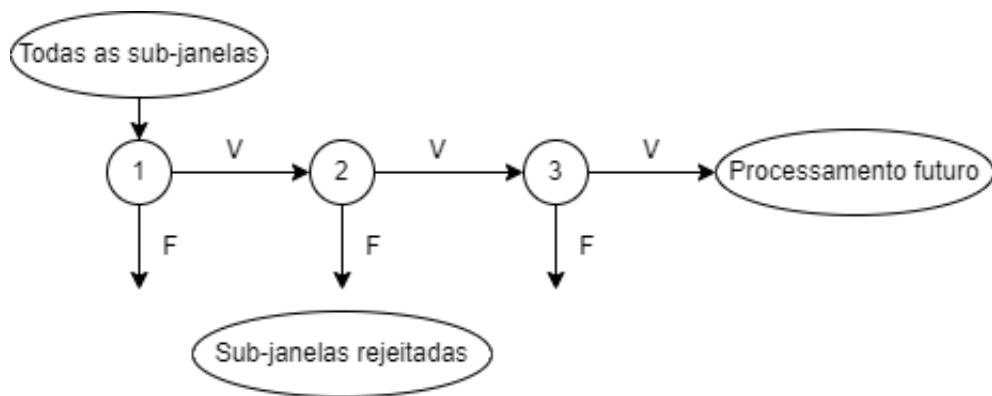 Todas as sub-janelas
V
V
V
1
2
3
Processamento futuro
F
F
F
Sub-janelas rejeitadas